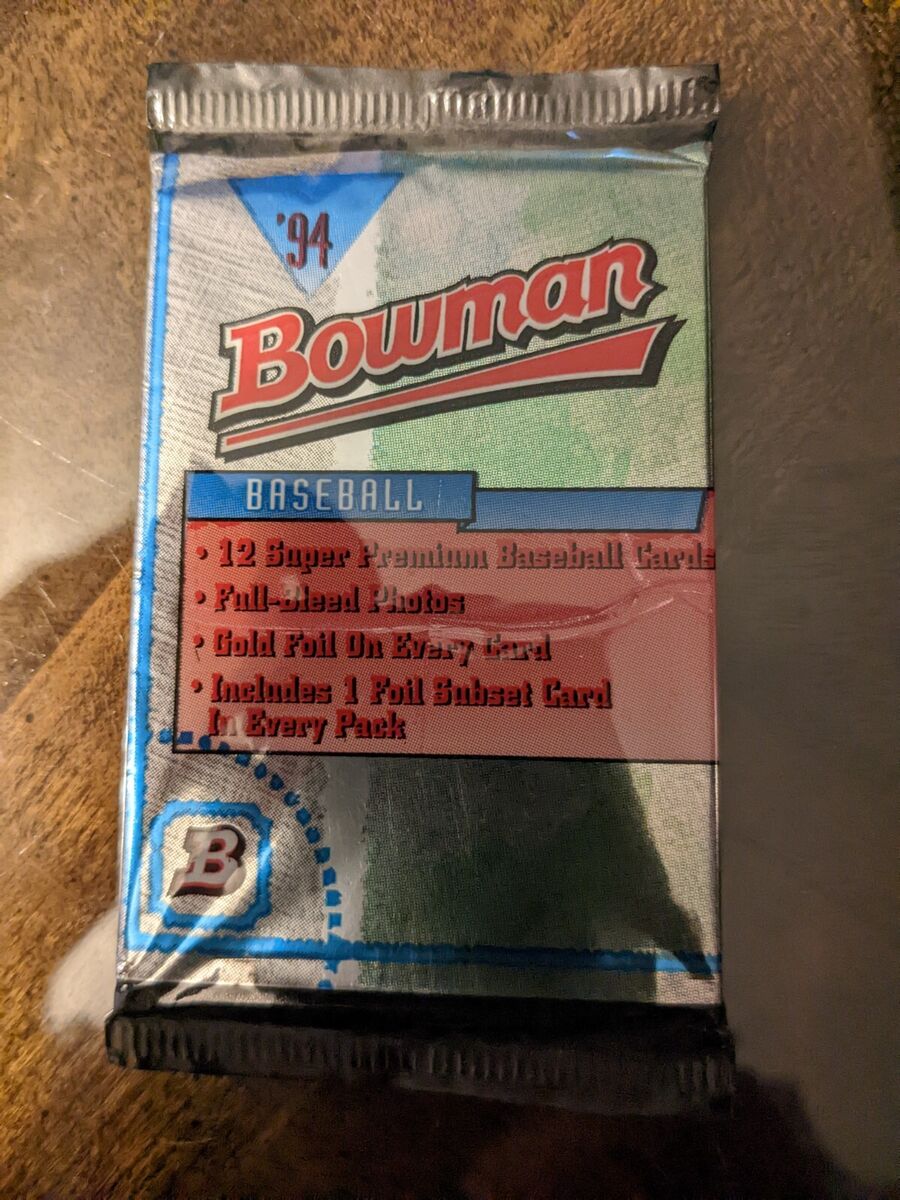 '94
Bowman
BASEBALL
• 12 Super Premium Baseball Cards
• Full-Bleed Photos
• Gold Foil On Every Card
• Includes 1 Foil Subset Card
In Every Pack
B